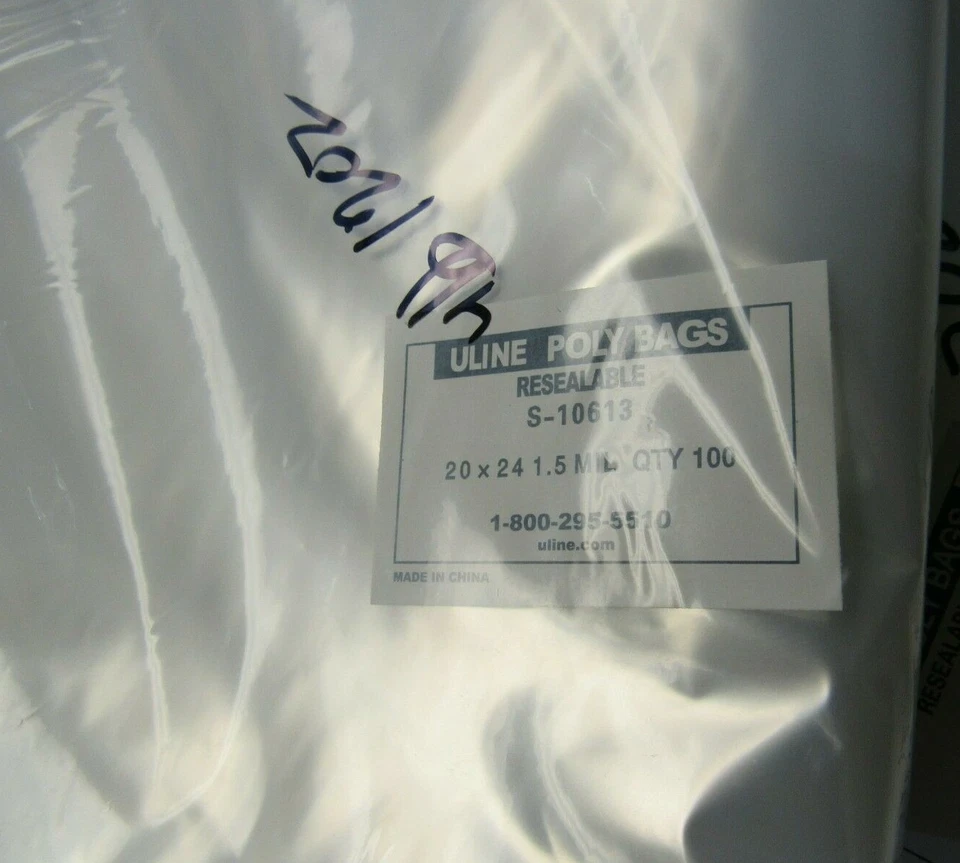 ULINE POLY BAGS
RESEALABLE
S-10613
20 x 24 1.5 MIL QTY 100
1-800-295-5510
uline.com
MADE IN CHINA